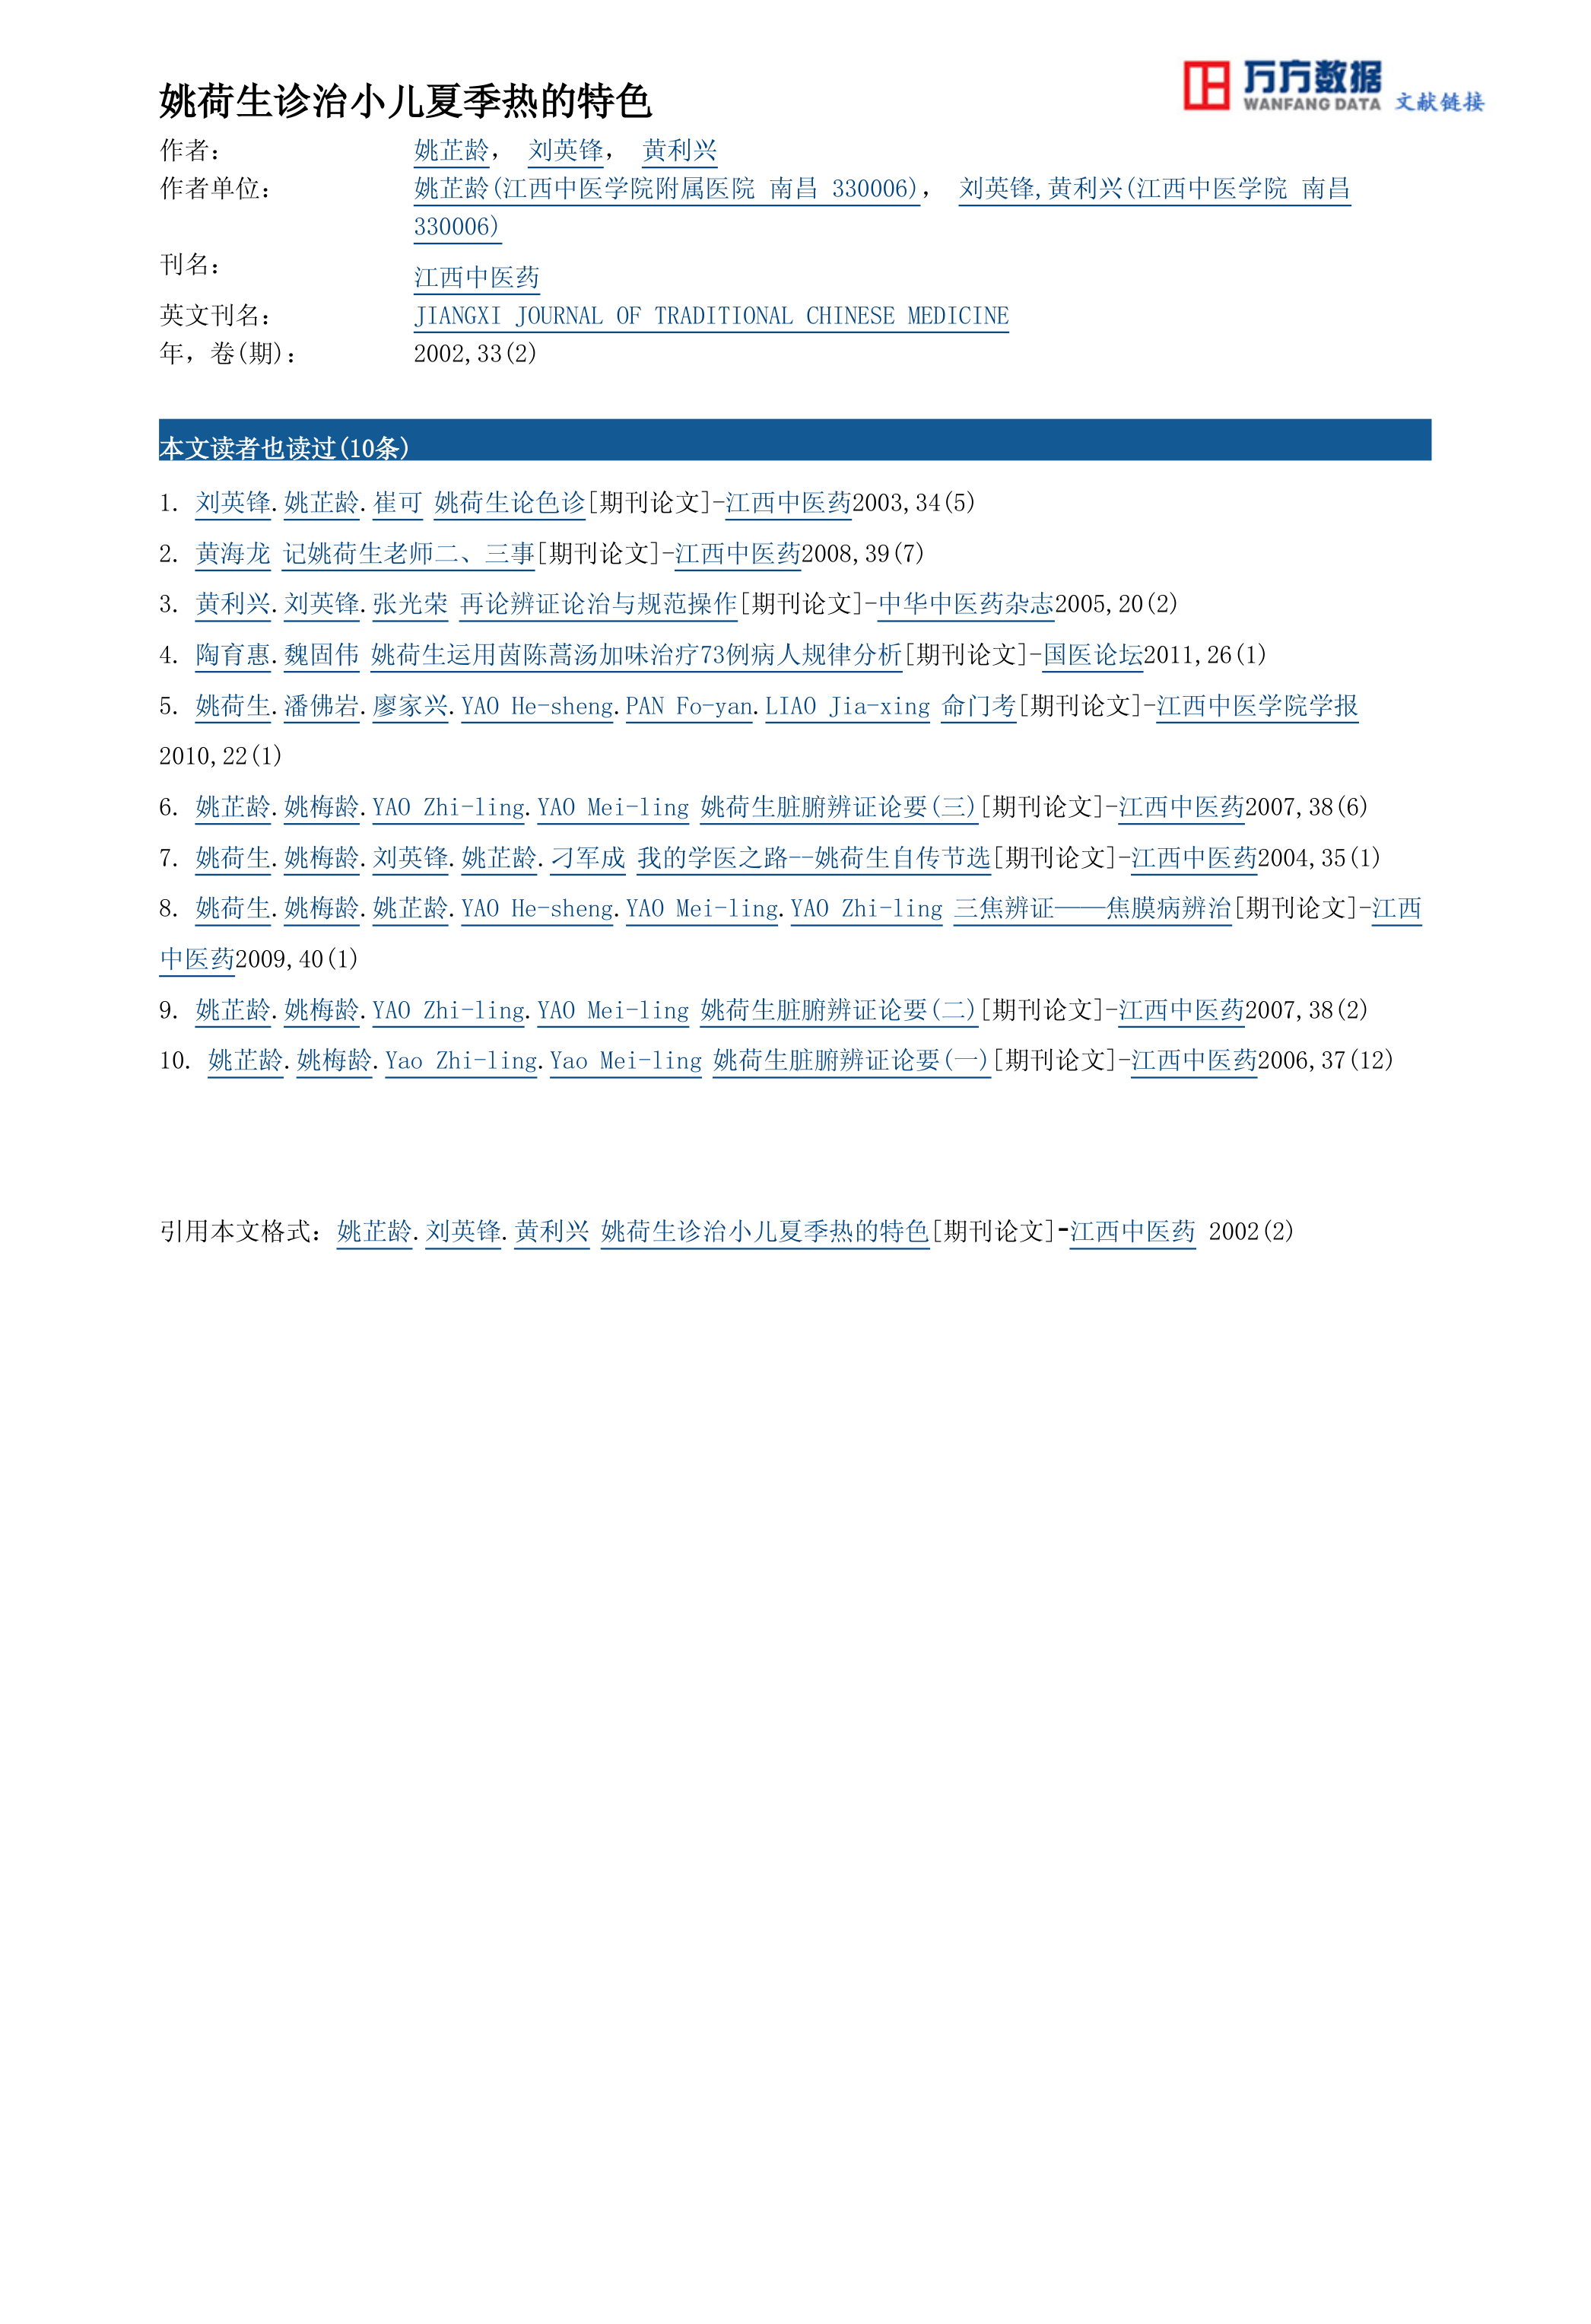 姚荷生诊治小儿夏季热的特色
万方数据
WANFANG DATA 文献链接
作者： 姚芷龄， 刘英锋， 黄利兴
作者单位： 姚芷龄(江西中医学院附属医院 南昌 330006)， 刘英锋,黄利兴(江西中医学院 南昌
330006)
刊名： 江西中医药
英文刊名： JIANGXI JOURNAL OF TRADITIONAL CHINESE MEDICINE
年，卷(期)： 2002,33(2)
本文读者也读过(10条)
1. 刘英锋.姚芷龄.崔可 姚荷生论色诊[期刊论文]-江西中医药2003,34(5)
2. 黄海龙 记姚荷生老师二、三事[期刊论文]-江西中医药2008,39(7)
3. 黄利兴.刘英锋.张光荣 再论辨证论治与规范操作[期刊论文]-中华中医药杂志2005,20(2)
4. 陶育惠.魏固伟 姚荷生运用茵陈蒿汤加味治疗73例病人规律分析[期刊论文]-国医论坛2011,26(1)
5. 姚荷生.潘佛岩.廖家兴.YAO He-sheng.PAN Fo-yan.LIAO Jia-xing 命门考[期刊论文]-江西中医学院学报
2010,22(1)
6. 姚芷龄.姚梅龄.YAO Zhi-ling.YAO Mei-ling 姚荷生脏腑辨证论要(三)[期刊论文]-江西中医药2007,38(6)
7. 姚荷生.姚梅龄.刘英锋.姚芷龄.刁军成 我的学医之路--姚荷生自传节选[期刊论文]-江西中医药2004,35(1)
8. 姚荷生.姚梅龄.姚芷龄.YAO He-sheng.YAO Mei-ling.YAO Zhi-ling 三焦辨证——焦膜病辨治[期刊论文]-江西
中医药2009,40(1)
9. 姚芷龄.姚梅龄.YAO Zhi-ling.YAO Mei-ling 姚荷生脏腑辨证论要(二)[期刊论文]-江西中医药2007,38(2)
10. 姚芷龄.姚梅龄.Yao Zhi-ling.Yao Mei-ling 姚荷生脏腑辨证论要(一)[期刊论文]-江西中医药2006,37(12)
引用本文格式：姚芷龄.刘英锋.黄利兴 姚荷生诊治小儿夏季热的特色[期刊论文]-江西中医药 2002(2)